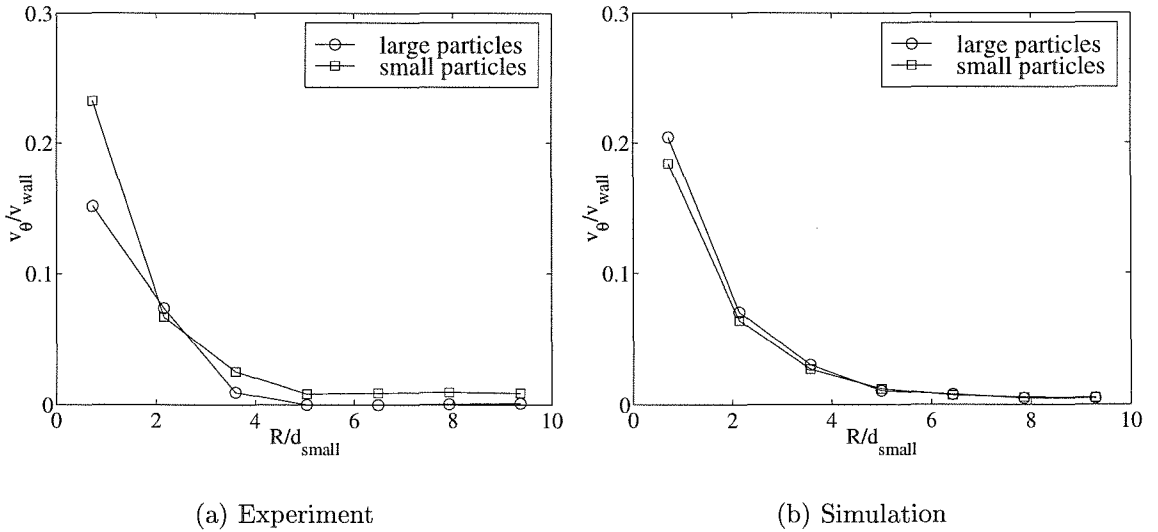 0.3
0.2
0.1
0
v_θ/v_wall
0 2 4 6 8 10
R/d_small
large particles
small particles
(a) Experiment
0.3
0.2
0.1
0
v_θ/v_wall
0 2 4 6 8 10
R/d_small
large particles
small particles
(b) Simulation